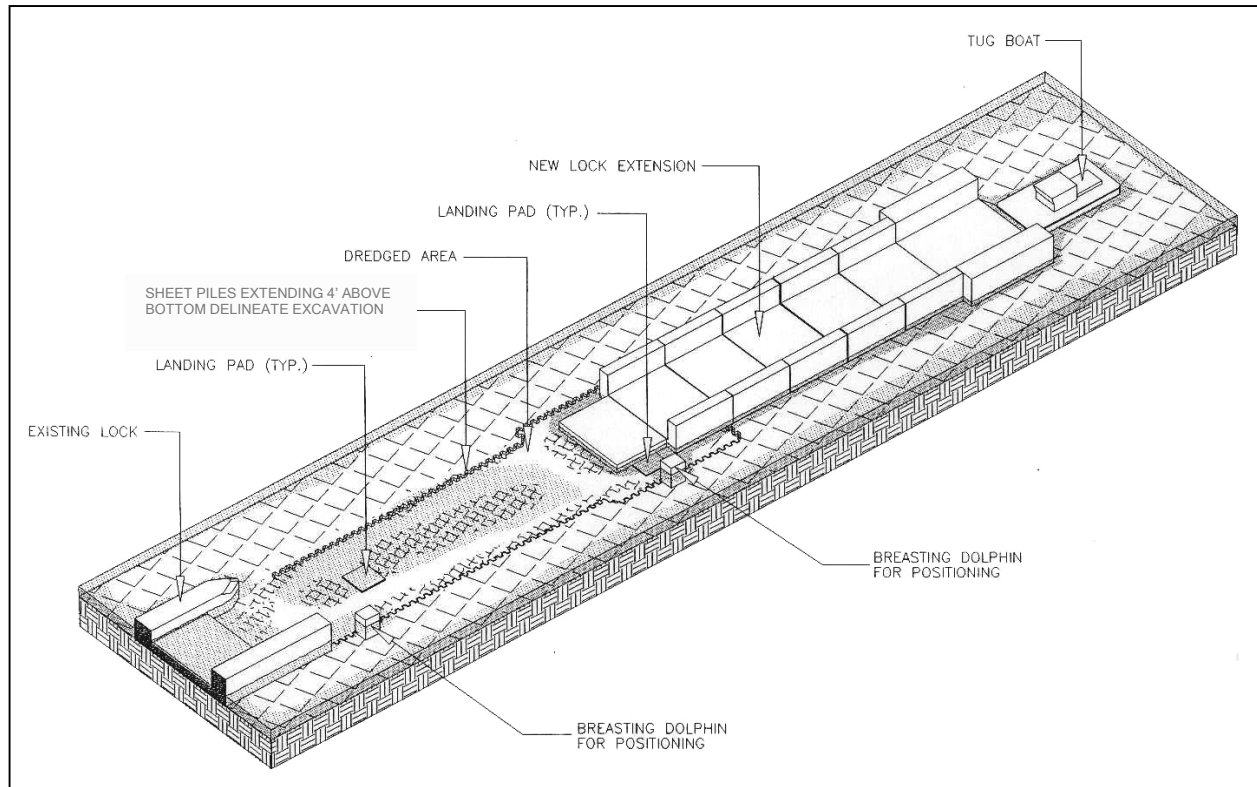 TUG BOAT
NEW LOCK EXTENSION
LANDING PAD (TYP.)
DREDGED AREA
SHEET PILES EXTENDING 4' ABOVE
BOTTOM DELINEATE EXCAVATION
LANDING PAD (TYP.)
EXISTING LOCK
BREASTING DOLPHIN
FOR POSITIONING
BREASTING DOLPHIN
FOR POSITIONING